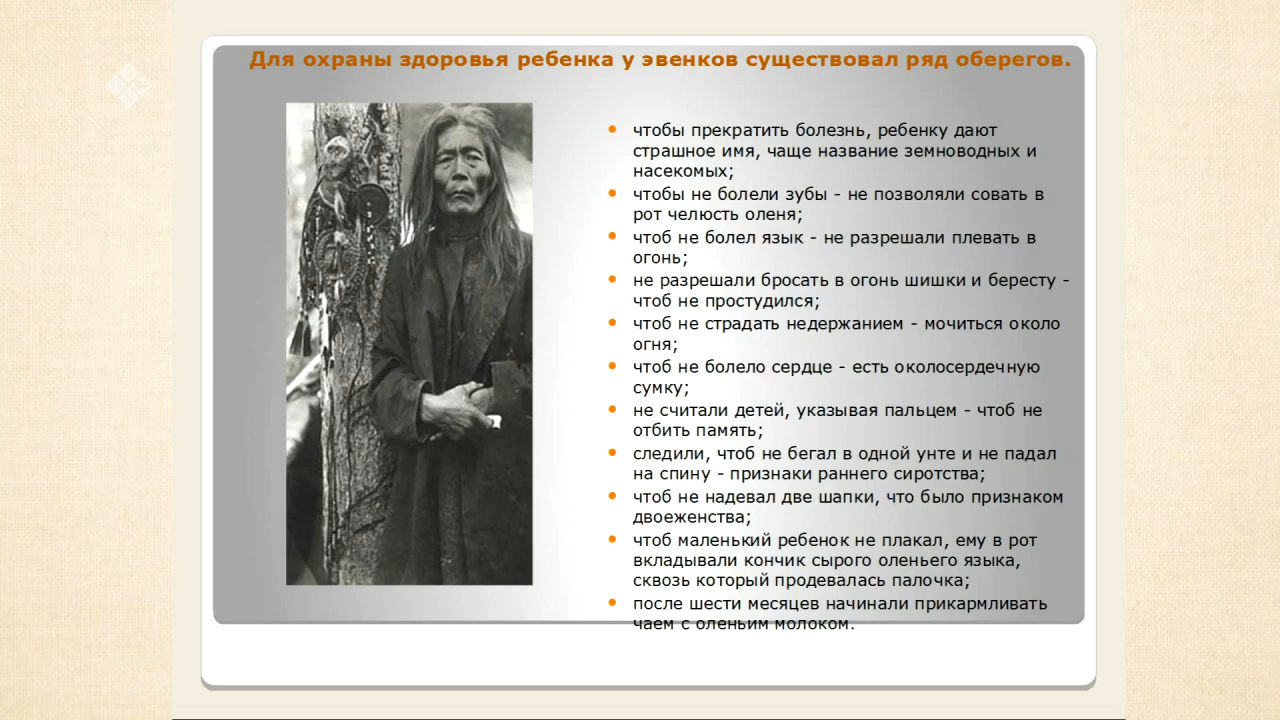 Для охраны здоровья ребенка у эвенков существовал ряд оберегов.
чтобы прекратить болезнь, ребенку дают
страшное имя, чаще название земноводных и
насекомых;
чтобы не болели зубы - не позволяли совать в
рот челюсть оленя;
чтоб не болел язык - не разрешали плевать в
огонь;
не разрешали бросать в огонь шишки и бересту -
чтоб не простудился;
чтоб не страдать недержанием - мочиться около
огня;
чтоб не болело сердце - есть околосердечную
сумку;
не считали детей, указывая пальцем - чтоб не
отбить память;
следили, чтоб не бегал в одной унте и не падал
на спину - признаки раннего сиротства;
чтоб не надевал две шапки, что было признаком
двоеженства;
чтоб маленький ребенок не плакал, ему в рот
вкладывали кончик сырого оленьего языка,
сквозь который продевалась палочка;
после шести месяцев начинали прикармливать
чаем с оленьим молоком.